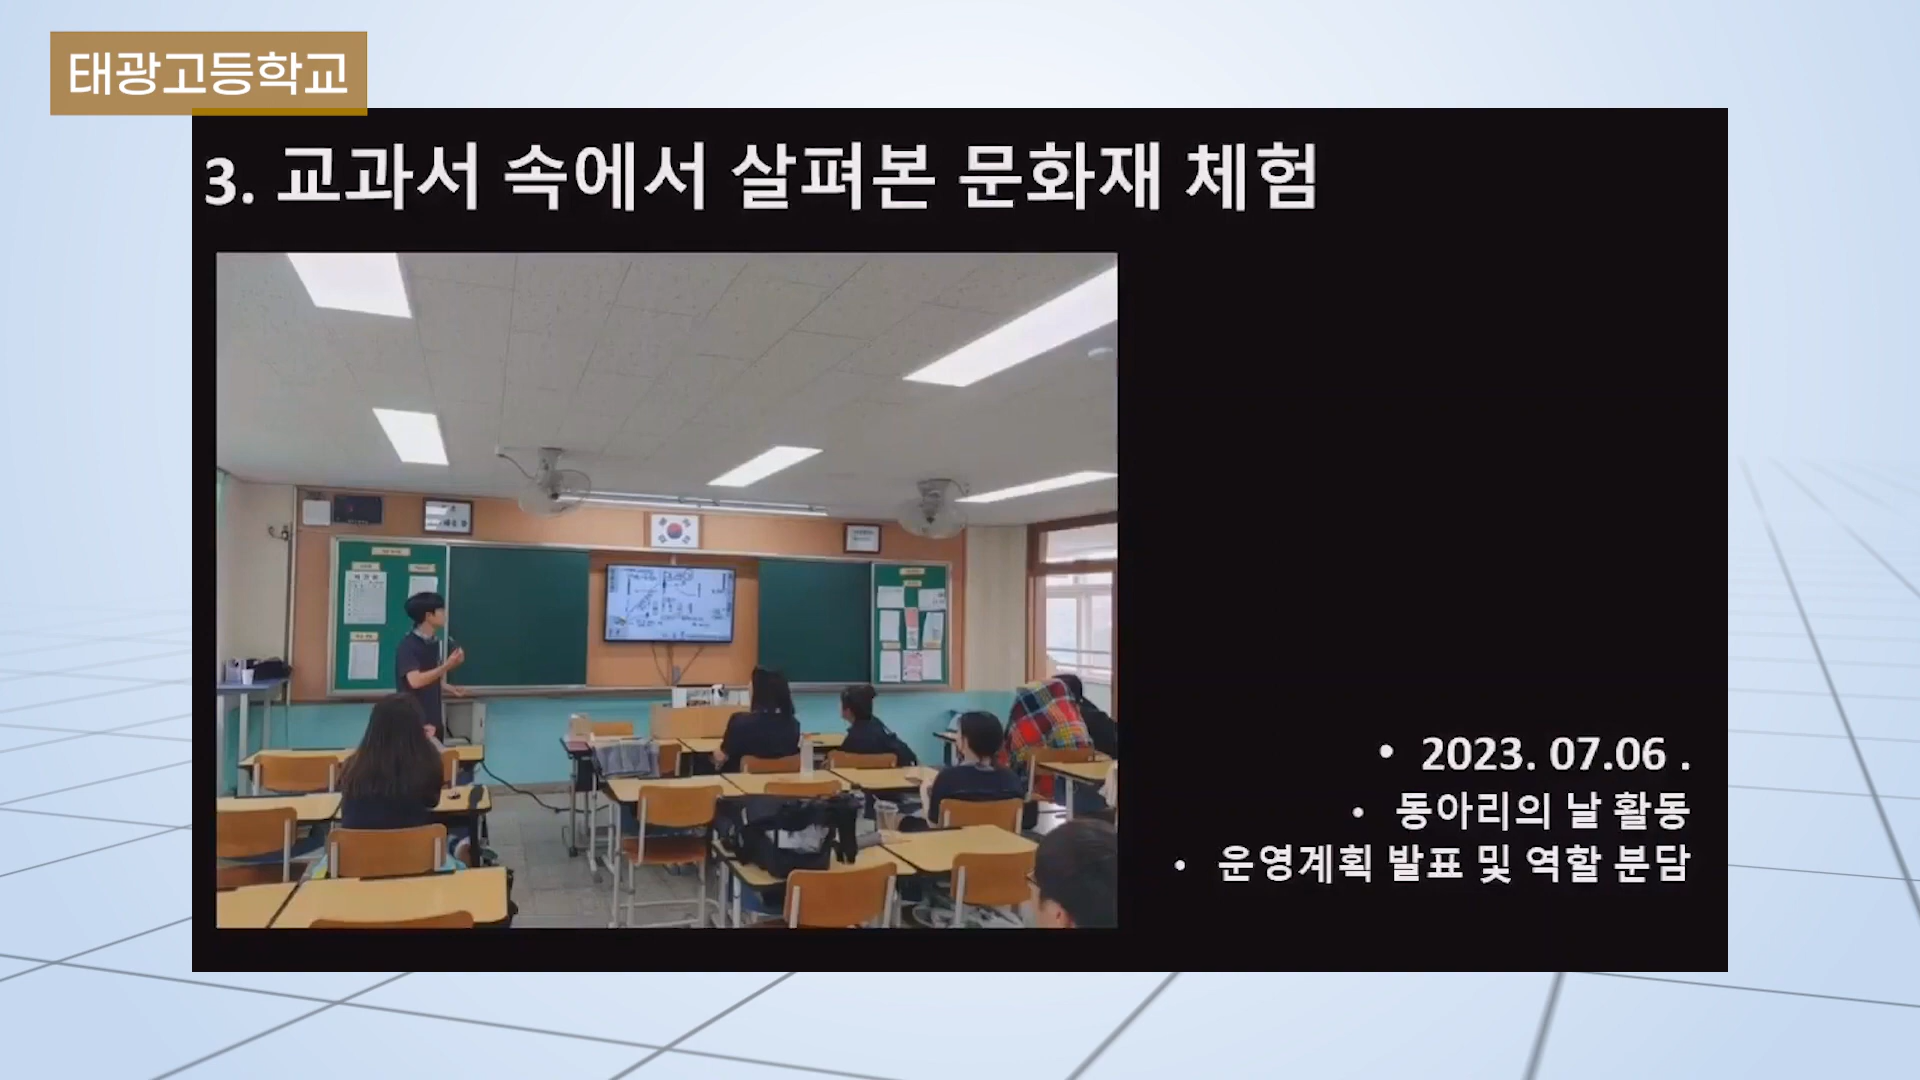 태광고등학교
3. 교과서 속에서 살펴본 문화재 체험
• 2023. 07.06 .
• 동아리의 날 활동
• 운영계획 발표 및 역할 분담